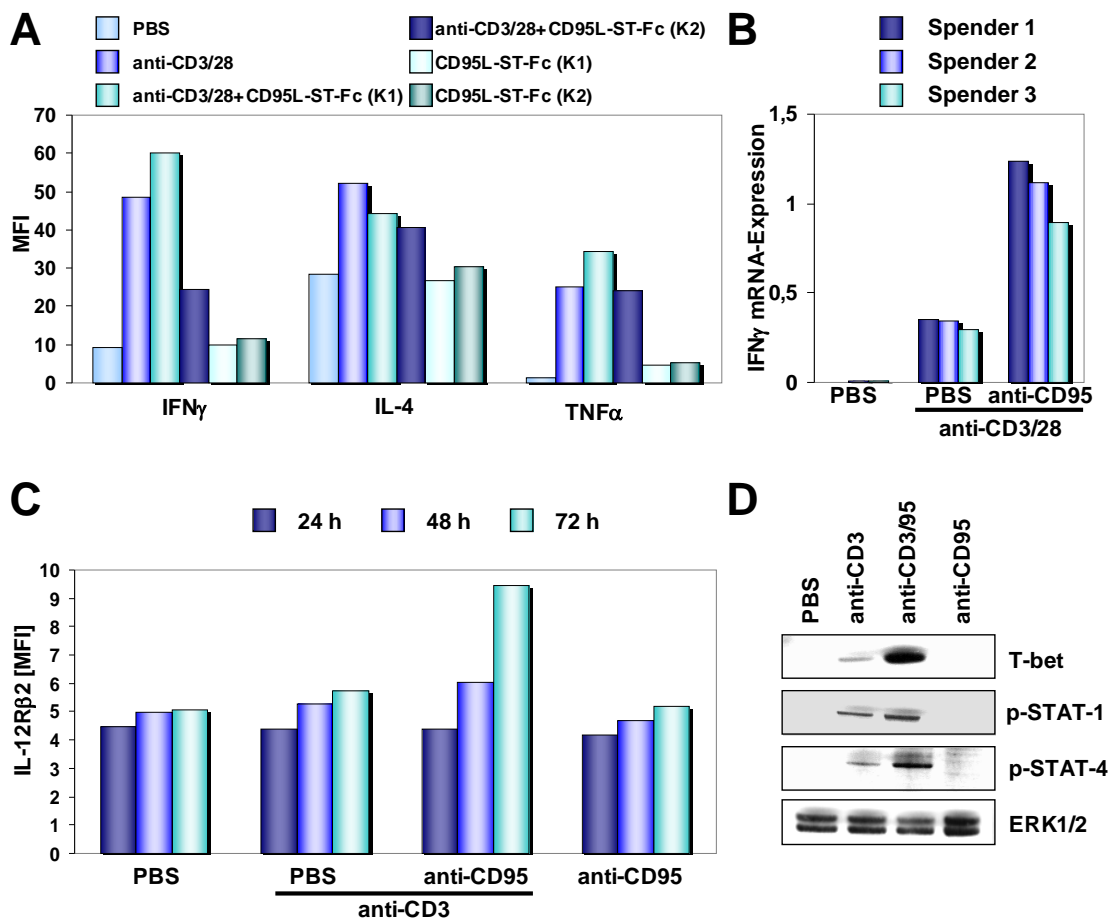 A
PBS
anti-CD3/28
anti-CD3/28+CD95L-ST-Fc (K1)
anti-CD3/28+CD95L-ST-Fc (K2)
CD95L-ST-Fc (K1)
CD95L-ST-Fc (K2)
MFI
70
60
50
40
30
20
10
0
IFNγ
IL-4
TNFα
B
Spender 1
Spender 2
Spender 3
IFNγ mRNA-Expression
1,5
1
0,5
0
PBS
PBS
anti-CD95
anti-CD3/28
C
24 h
48 h
72 h
IL-12Rβ2 [MFI]
10
9
8
7
6
5
4
3
2
1
0
PBS
PBS
anti-CD95
anti-CD95
anti-CD3
D
PBS
anti-CD3
anti-CD3/95
anti-CD95
T-bet
p-STAT-1
p-STAT-4
ERK1/2